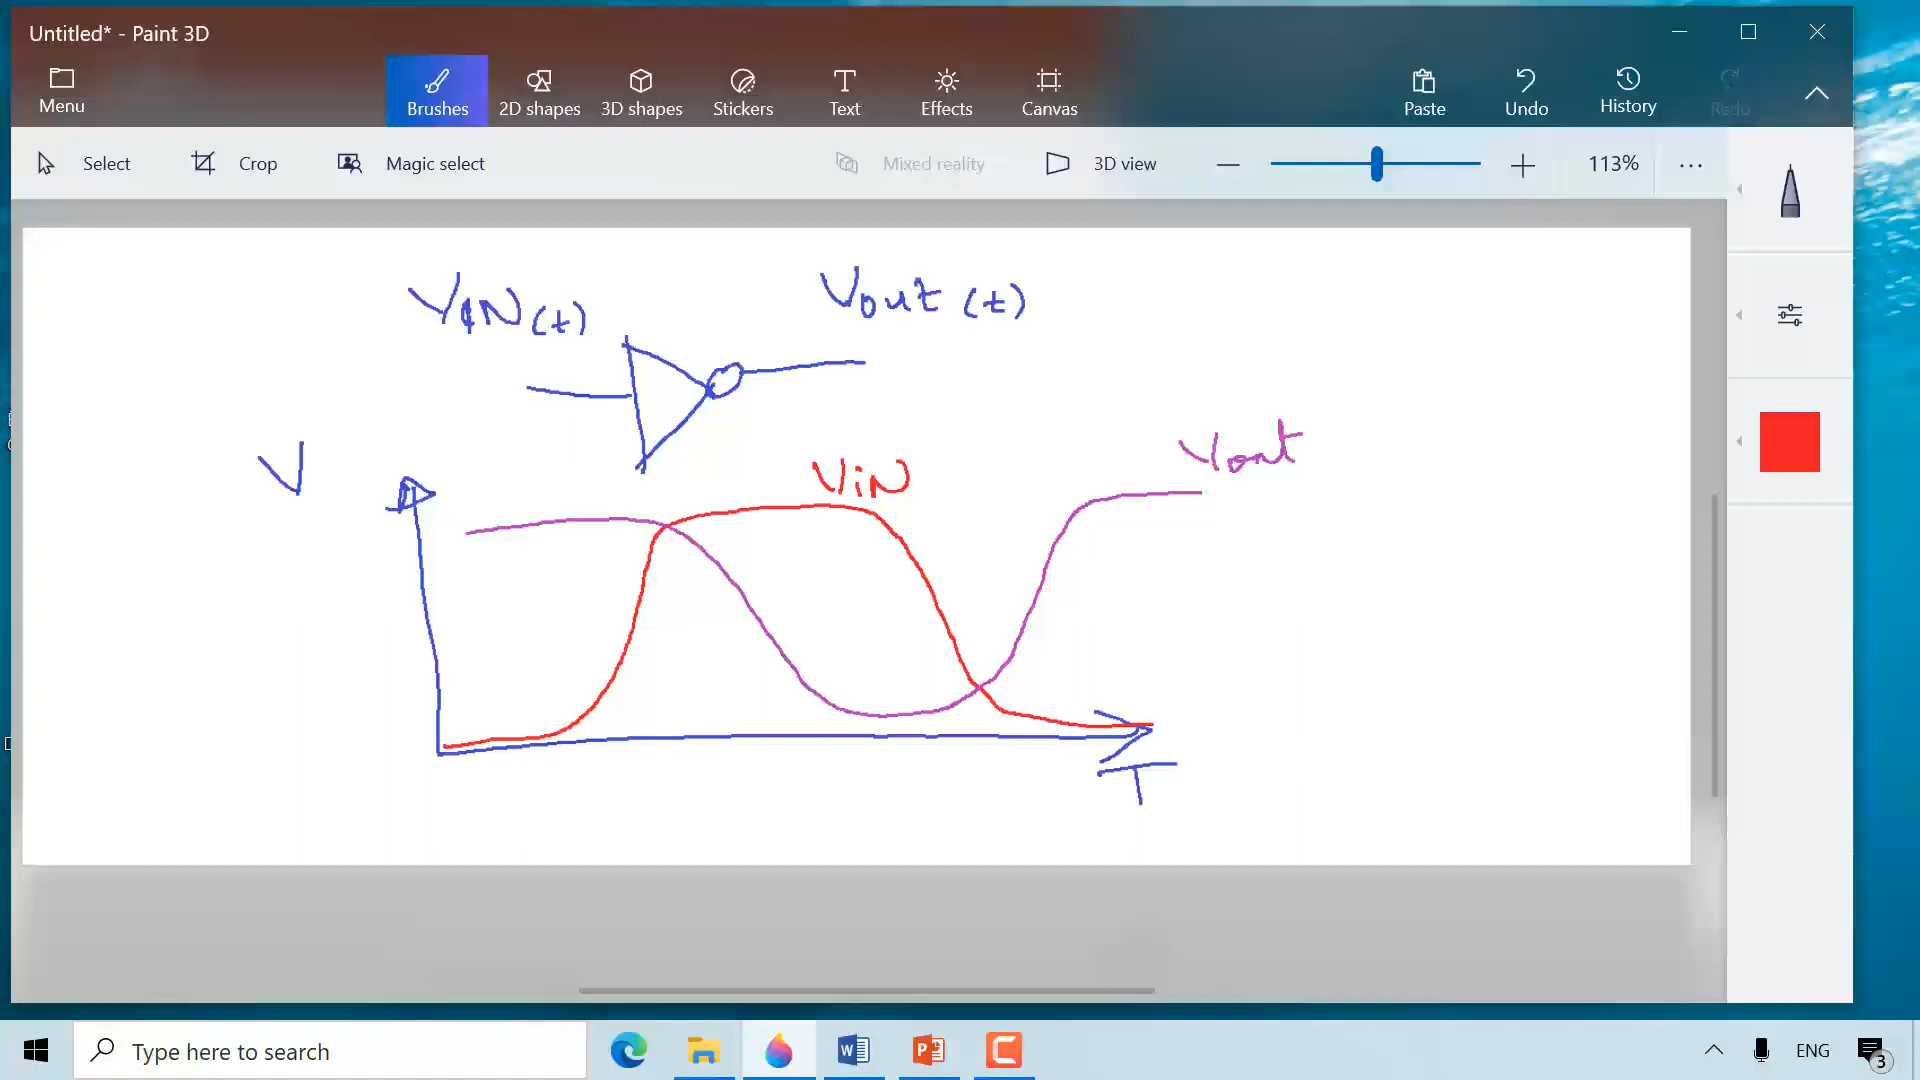 Untitled* - Paint 3D
Menu
Brushes
2D shapes
3D shapes
Stickers
Text
Effects
Canvas
Paste
Undo
History
Redo
Select
Crop
Magic select
Mixed reality
3D view
113%
VIN(t)
Vout (t)
V
ViN
Vout
T
Type here to search
ENG
3